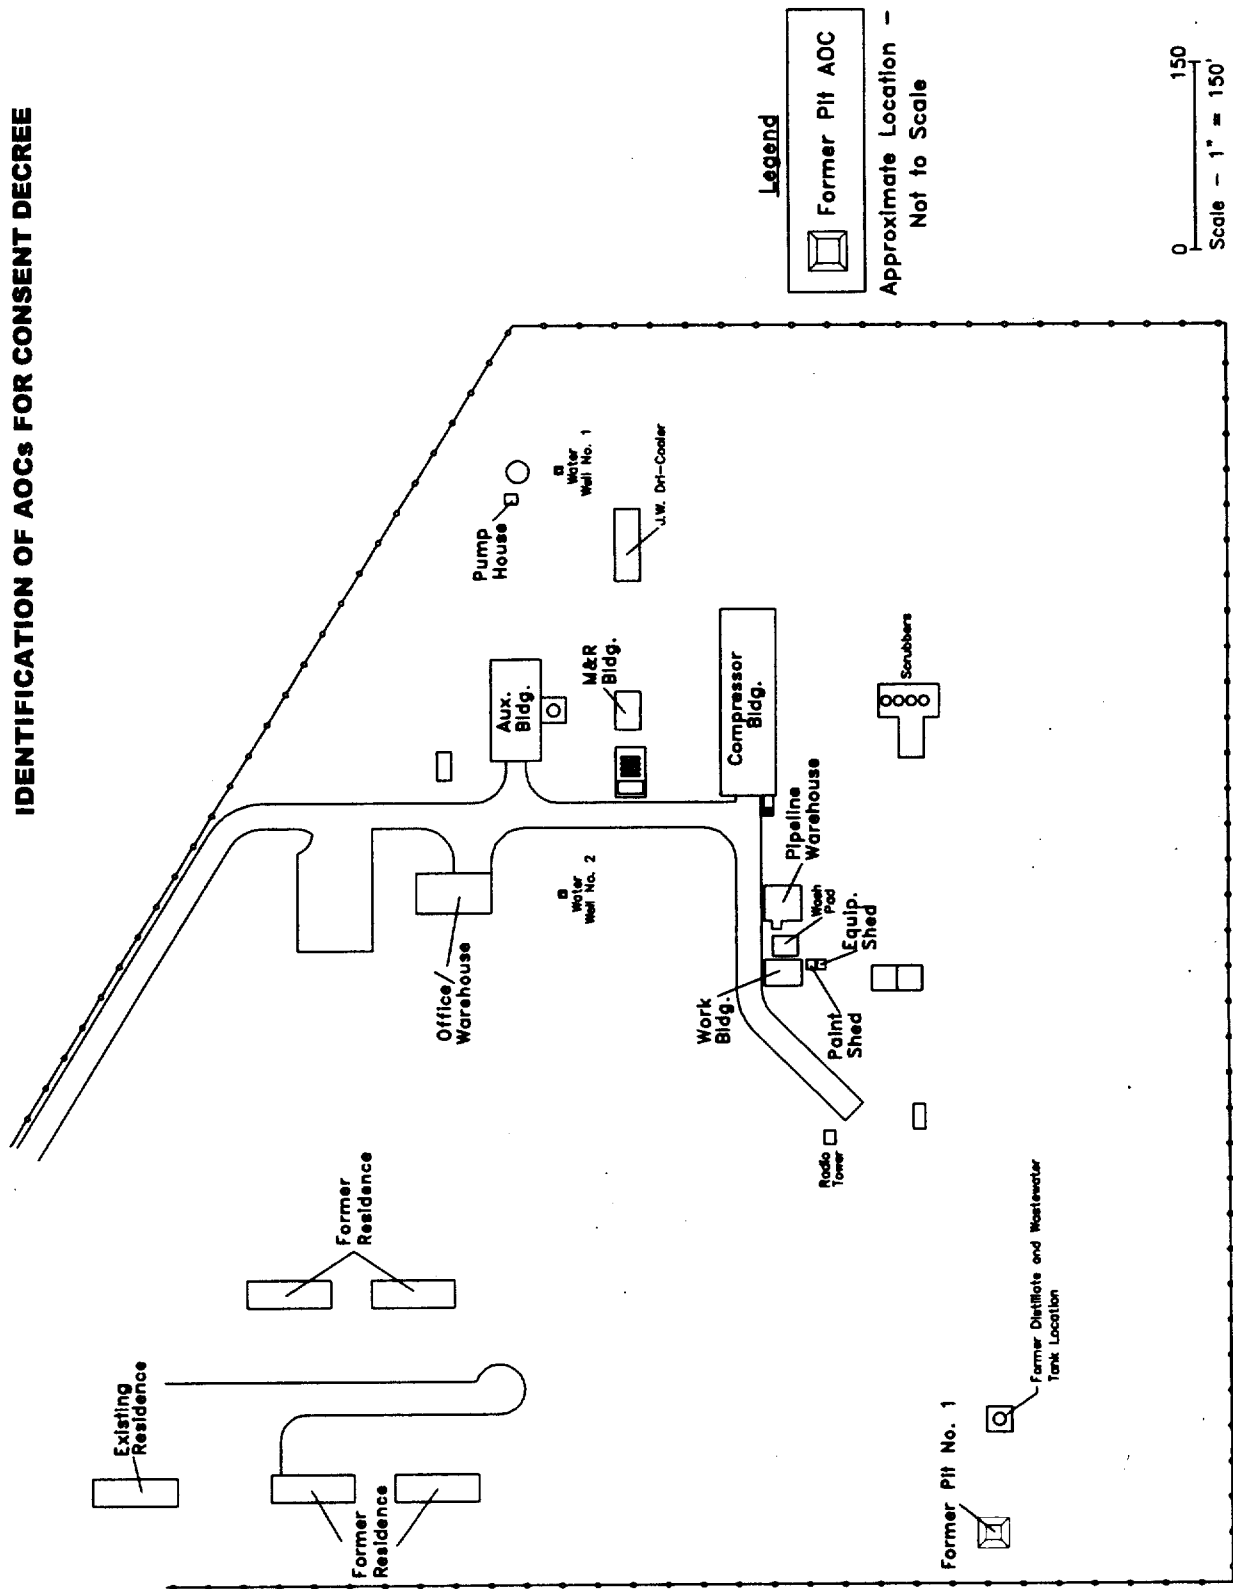 IDENTIFICATION OF AOCs FOR CONSENT DECREE
Existing
Residence
Former
Residence
Former
Residence
Office/
Warehouse
Aux.
Bldg.
Pump
House
Water
Well No. 1
Water
Well No. 2
M&R
Bldg.
J.W. Dri-Cooler
Compressor
Bldg.
Pipeline
Warehouse
Wash
Pad
Equip.
Shed
Work
Bldg.
Paint
Shed
Radio
Tower
Scrubbers
Former Pit No. 1
Former Distillate and Wastewater
Tank Location
Legend
Former Pit AOC
Approximate Location -
Not to Scale
0 150
Scale - 1" = 150'